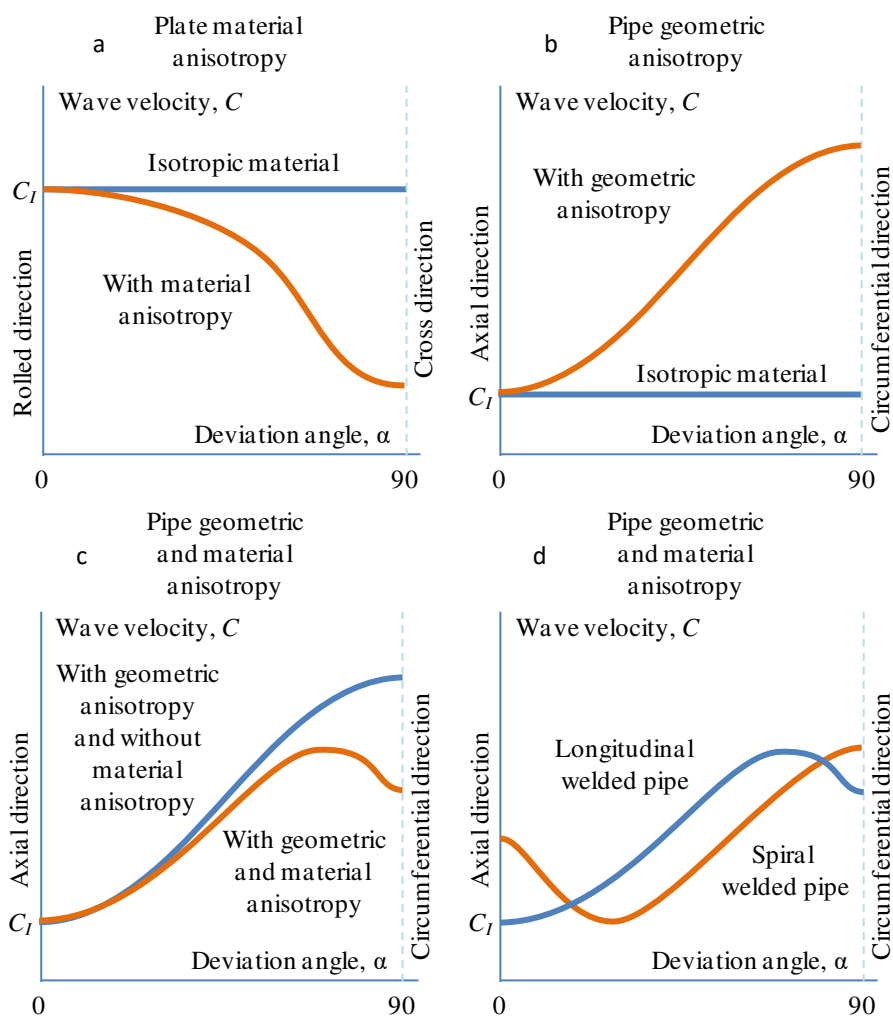 a
Plate material
anisotropy
Wave velocity, C
Isotropic material
C_I
With material
anisotropy
Rolled direction
Cross direction
Deviation angle, α
0
90
b
Pipe geometric
anisotropy
Wave velocity, C
With geometric
anisotropy
Axial direction
Circumferential direction
Isotropic material
C_I
Deviation angle, α
0
90
c
Pipe geometric
and material
anisotropy
Wave velocity, C
With geometric
anisotropy
and without
material
anisotropy
Axial direction
Circumferential direction
With geometric
and material
anisotropy
C_I
Deviation angle, α
0
90
d
Pipe geometric
and material
anisotropy
Wave velocity, C
Longitudinal
welded pipe
Axial direction
Circumferential direction
Spiral
welded pipe
C_I
Deviation angle, α
0
90